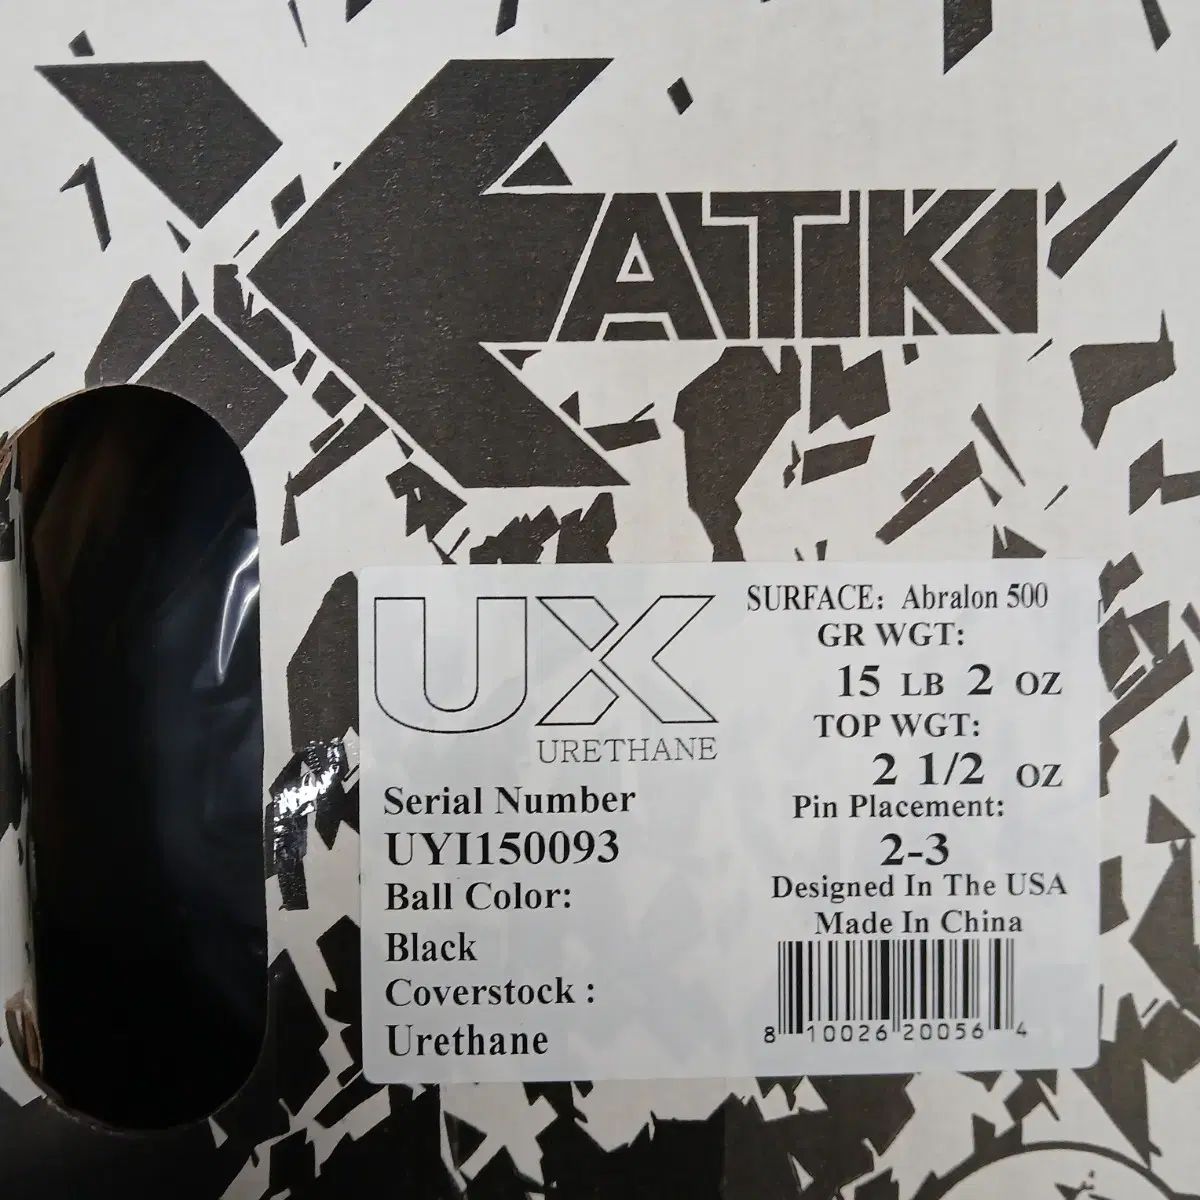 KATKI
UX
URETHANE
Serial Number
UYI150093
Ball Color:
Black
Coverstock :
Urethane
SURFACE: Abralon 500
GR WGT:
15 LB 2 OZ
TOP WGT:
2 1/2 OZ
Pin Placement:
2-3
Designed In The USA
Made In China
8 10026 20056 4